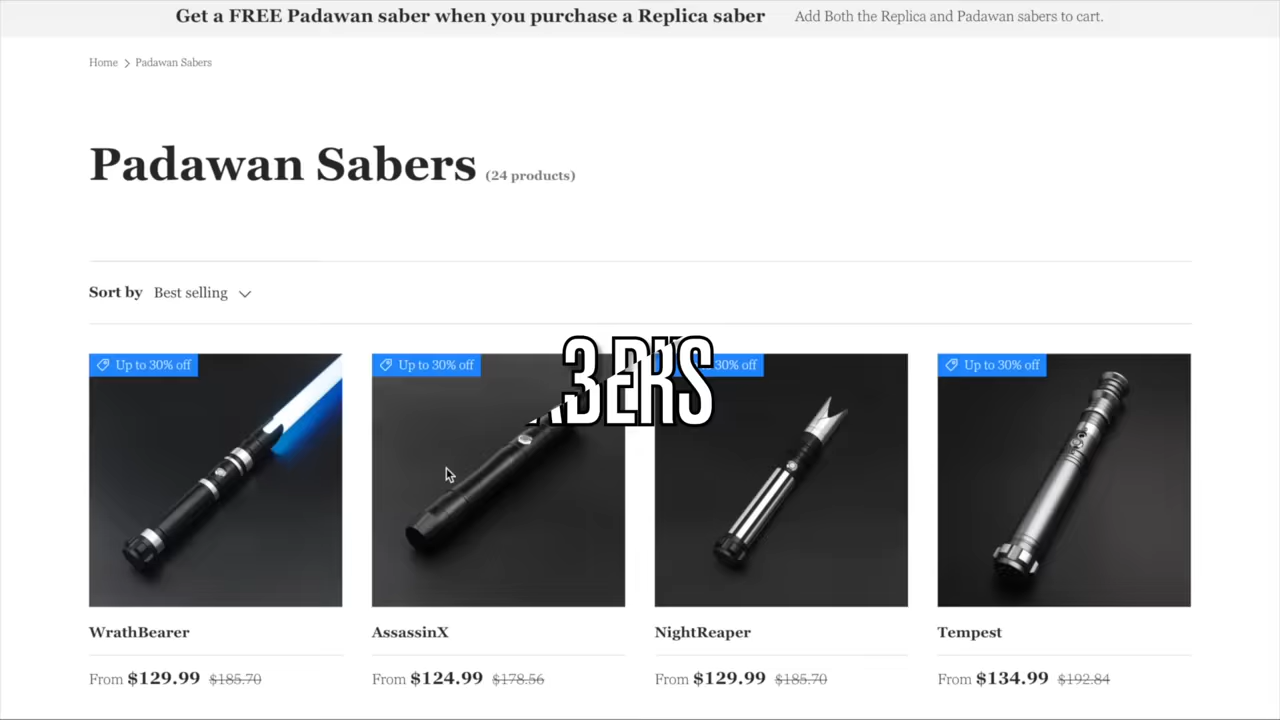 Get a FREE Padawan saber when you purchase a Replica saber Add Both the Replica and Padawan sabers to cart.
Home > Padawan Sabers
Padawan Sabers (24 products)
Sort by Best selling
Up to 30% off
Up to 30% off
30% off
Up to 30% off
WrathBearer
AssassinX
NightReaper
Tempest
From $129.99 $185.70
From $124.99 $178.56
From $129.99 $185.70
From $134.99 $192.84